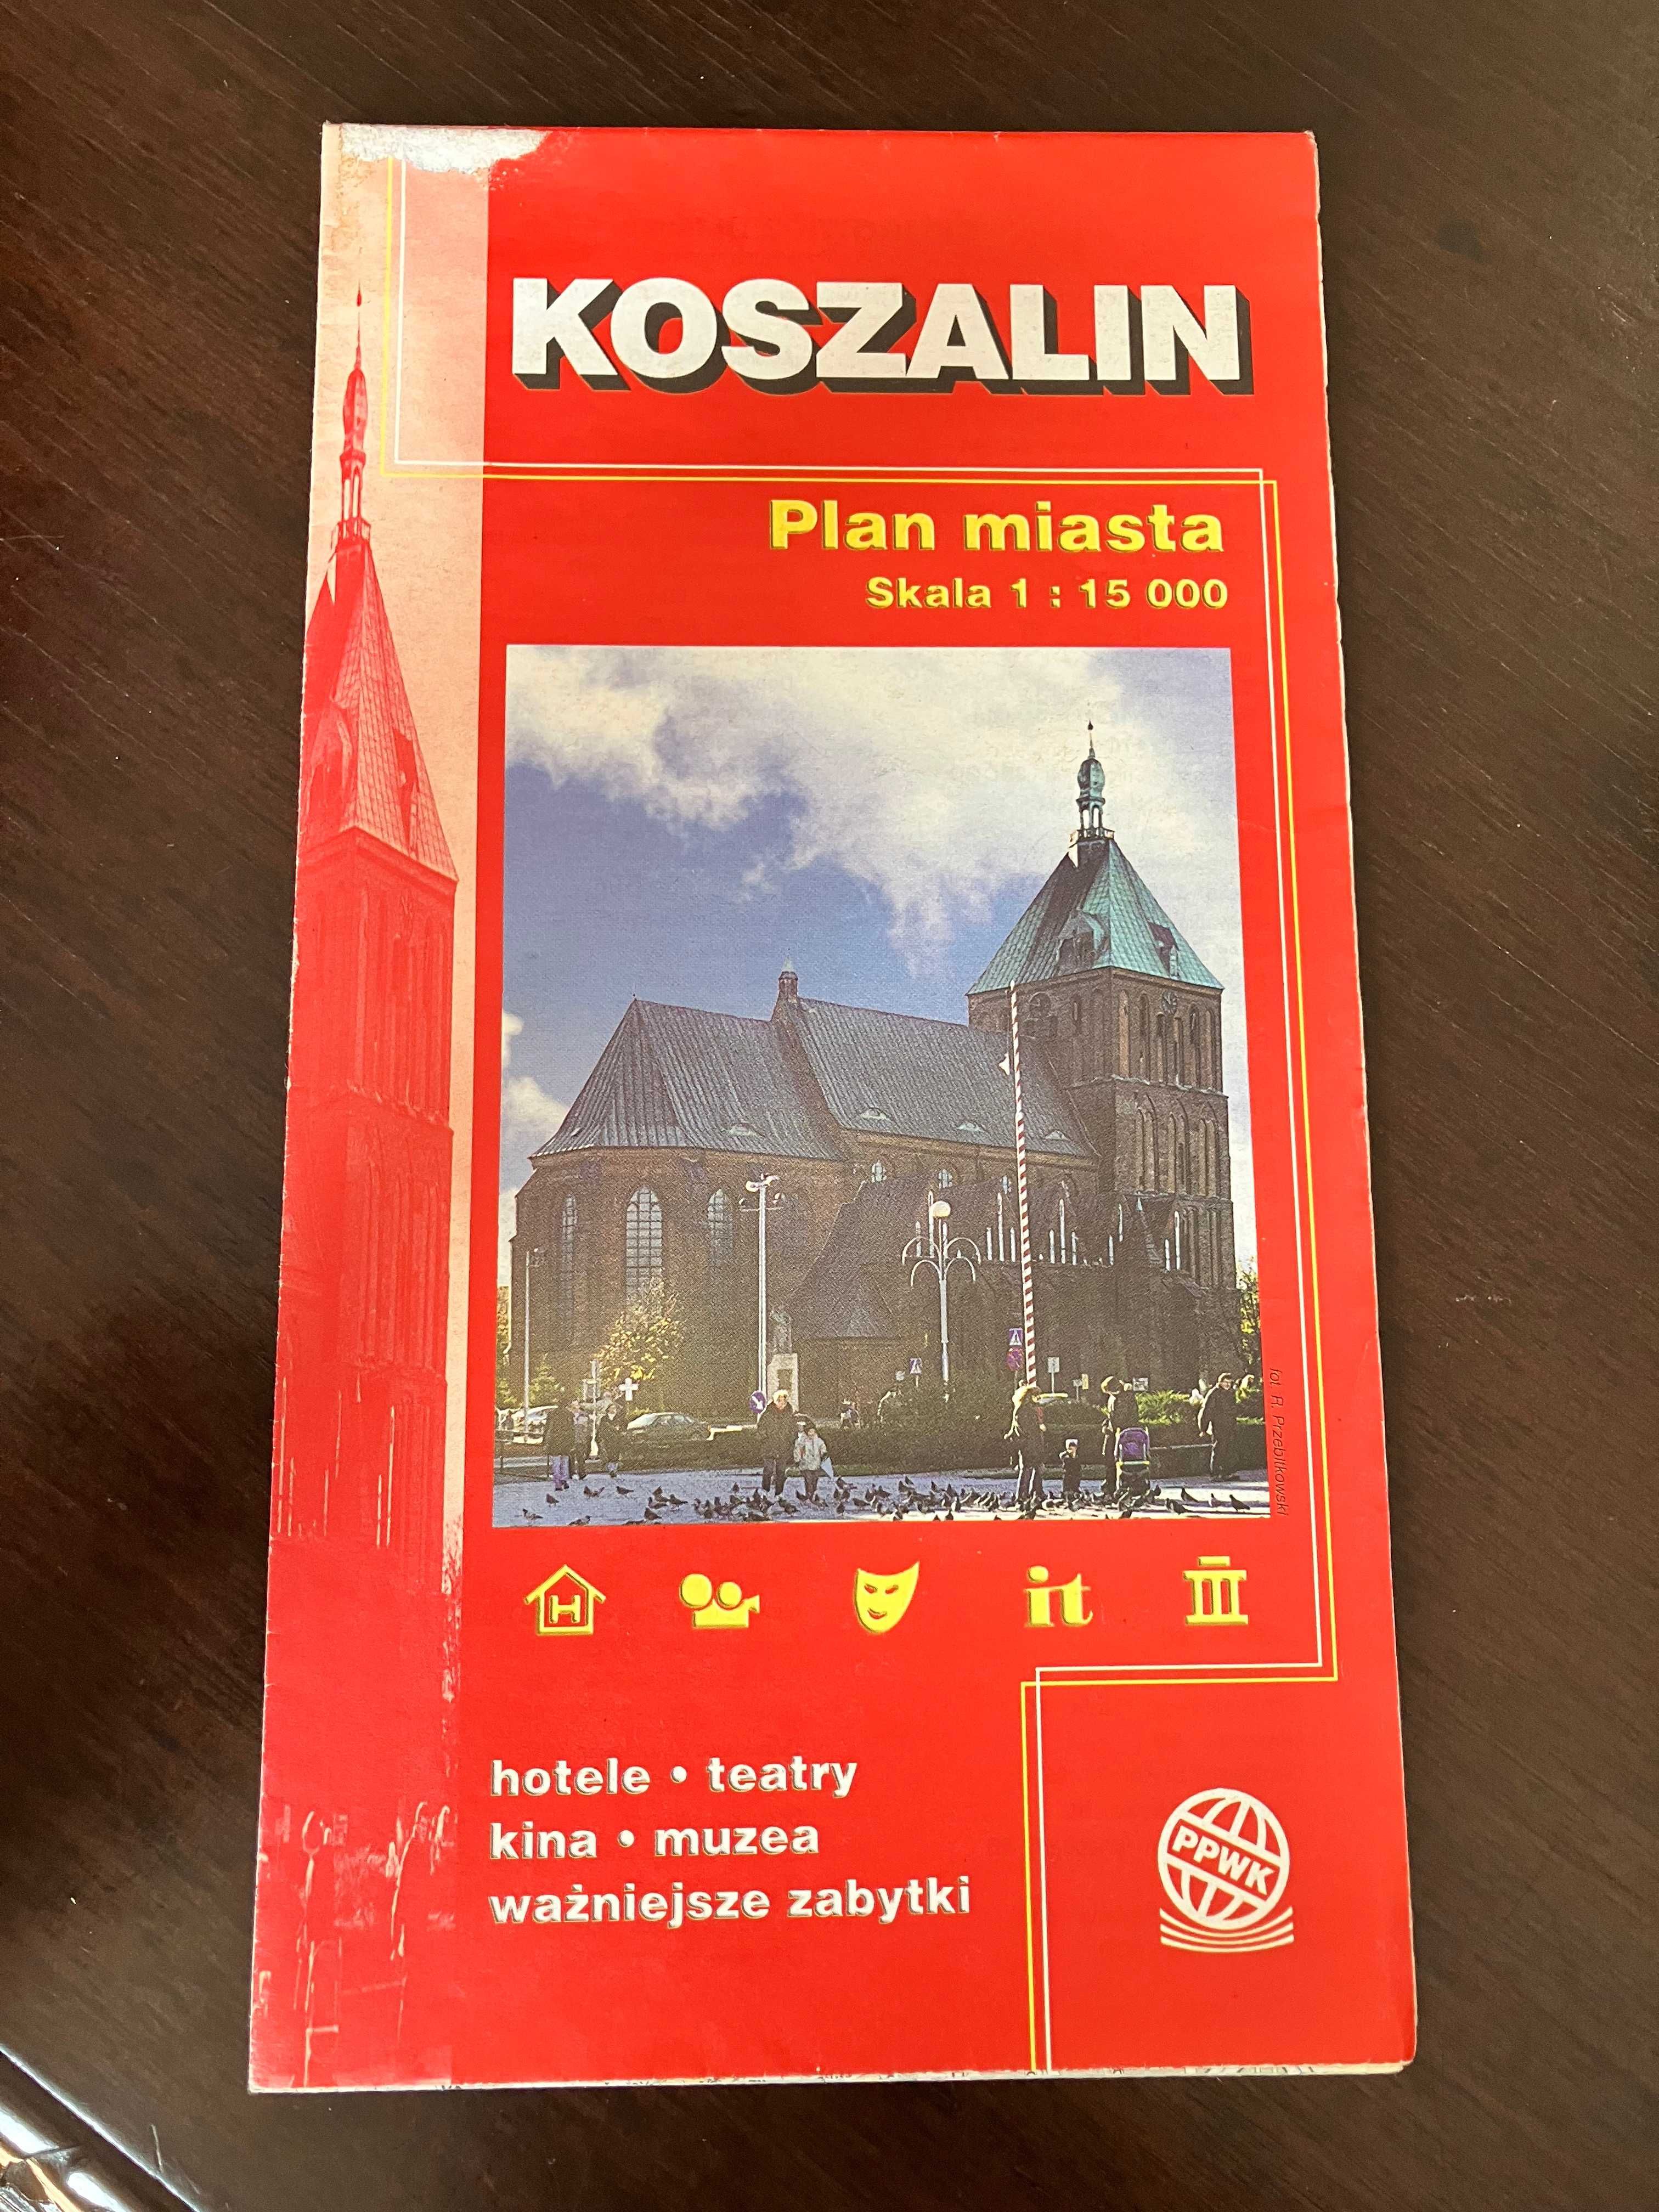 KOSZALIN
Plan miasta
Skala 1 : 15 000
fot. R. Przebitkowski
H
it
hotele • teatry
kina • muzea
ważniejsze zabytki
PPWK